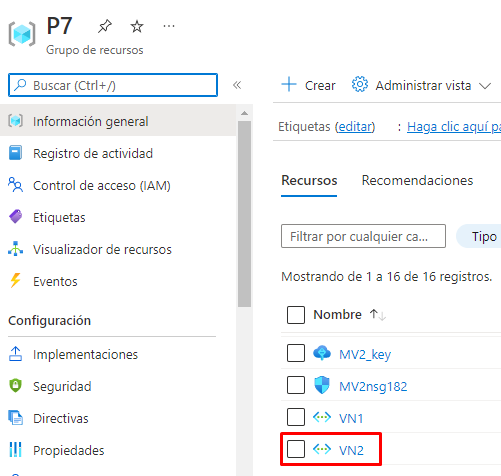 P7
Grupo de recursos
Buscar (Ctrl+/)
Información general
Registro de actividad
Control de acceso (IAM)
Etiquetas
Visualizador de recursos
Eventos
Configuración
Implementaciones
Seguridad
Directivas
Propiedades
Crear
Administrar vista
Etiquetas (editar) : Haga clic aquí pa
Recursos
Recomendaciones
Filtrar por cualquier ca...
Tipo
Mostrando de 1 a 16 de 16 registros.
Nombre
MV2_key
MV2nsg182
VN1
VN2